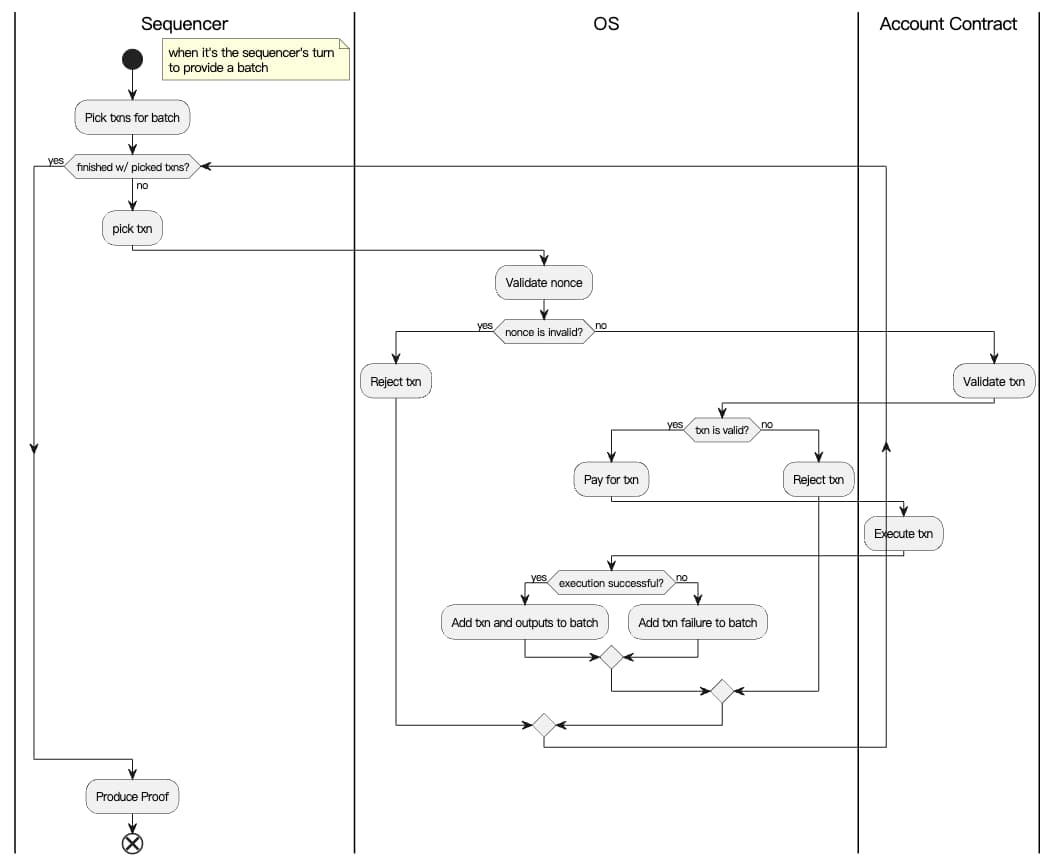 Sequencer
OS
Account Contract
when it's the sequencer's turn
to provide a batch
Pick txns for batch
yes
finished w/ picked txns?
no
pick txn
Validate nonce
yes
nonce is invalid?
no
Reject txn
Validate txn
yes
txn is valid?
no
Pay for txn
Reject txn
Execute txn
yes
execution successful?
no
Add txn and outputs to batch
Add txn failure to batch
Produce Proof